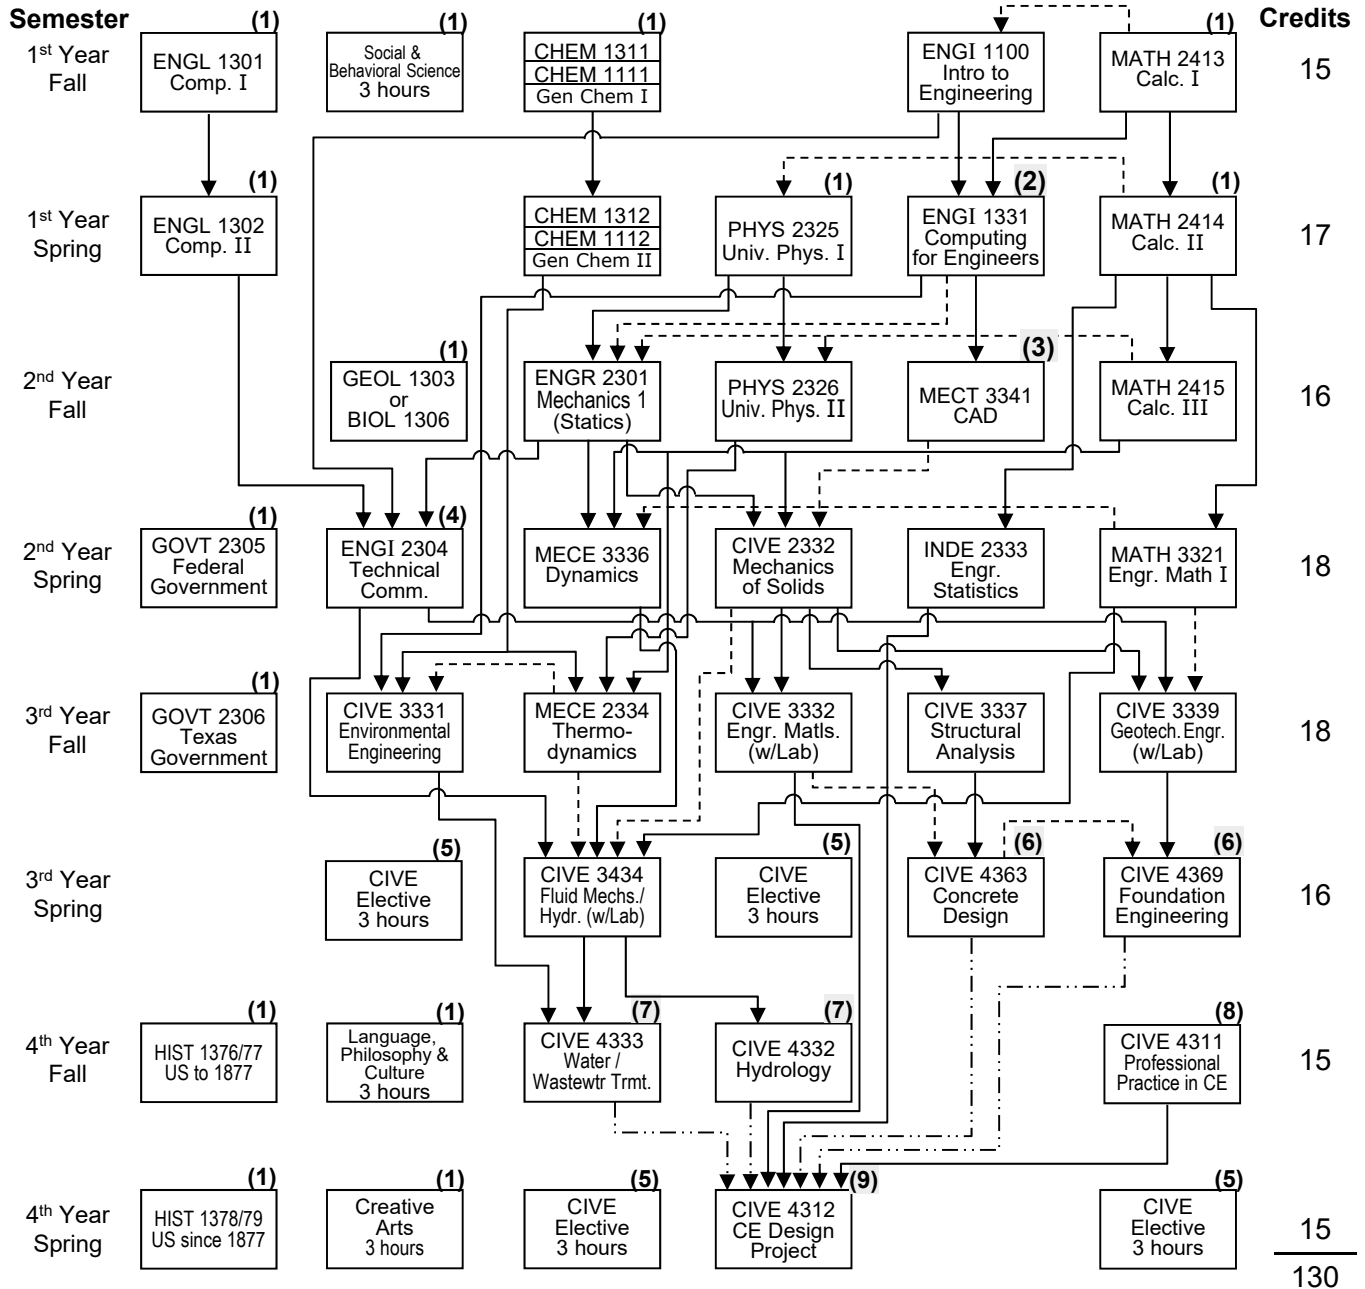 Semester
Credits
1st Year
Fall
(1)
ENGL 1301
Comp. I
(1)
Social &
Behavioral Science
3 hours
(1)
CHEM 1311
CHEM 1111
Gen Chem I
ENGI 1100
Intro to
Engineering
(1)
MATH 2413
Calc. I
15
1st Year
Spring
(1)
ENGL 1302
Comp. II
CHEM 1312
CHEM 1112
Gen Chem II
(1)
PHYS 2325
Univ. Phys. I
(2)
ENGI 1331
Computing
for Engineers
(1)
MATH 2414
Calc. II
17
2nd Year
Fall
(1)
GEOL 1303
or
BIOL 1306
ENGR 2301
Mechanics 1
(Statics)
PHYS 2326
Univ. Phys. II
(3)
MECT 3341
CAD
MATH 2415
Calc. III
16
2nd Year
Spring
(1)
GOVT 2305
Federal
Government
(4)
ENGI 2304
Technical
Comm.
MECE 3336
Dynamics
CIVE 2332
Mechanics
of Solids
INDE 2333
Engr.
Statistics
MATH 3321
Engr. Math I
18
3rd Year
Fall
(1)
GOVT 2306
Texas
Government
CIVE 3331
Environmental
Engineering
MECE 2334
Thermo-
dynamics
CIVE 3332
Engr. Matls.
(w/Lab)
CIVE 3337
Structural
Analysis
CIVE 3339
Geotech. Engr.
(w/Lab)
18
3rd Year
Spring
(5)
CIVE
Elective
3 hours
CIVE 3434
Fluid Mechs./
Hydr. (w/Lab)
(5)
CIVE
Elective
3 hours
(6)
CIVE 4363
Concrete
Design
(6)
CIVE 4369
Foundation
Engineering
16
4th Year
Fall
(1)
HIST 1376/77
US to 1877
(1)
Language,
Philosophy &
Culture
3 hours
(7)
CIVE 4333
Water /
Wastewtr Trmt.
(7)
CIVE 4332
Hydrology
(8)
CIVE 4311
Professional
Practice in CE
15
4th Year
Spring
(1)
HIST 1378/79
US since 1877
(1)
Creative
Arts
3 hours
(5)
CIVE
Elective
3 hours
(9)
CIVE 4312
CE Design
Project
(5)
CIVE
Elective
3 hours
15
130